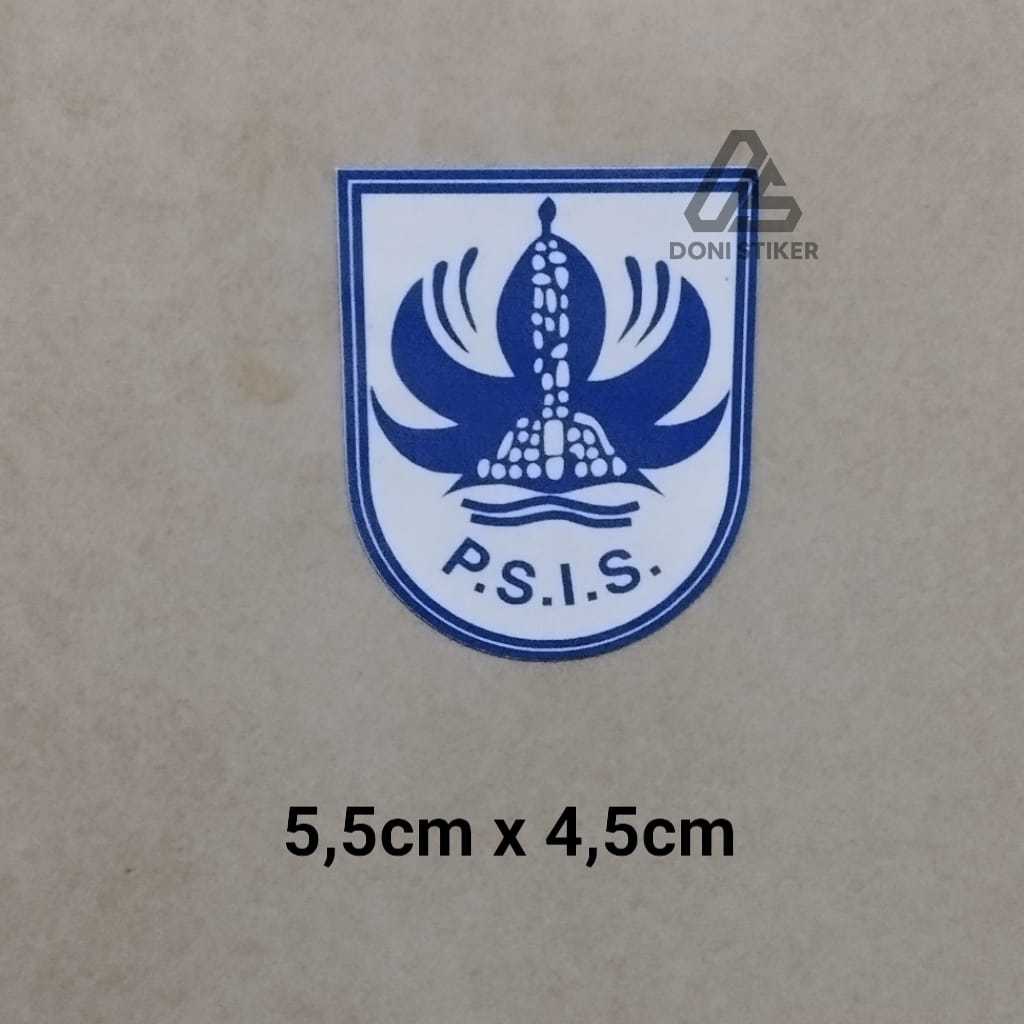 DONI STIKER
P.S.I.S.
5,5cm x 4,5cm